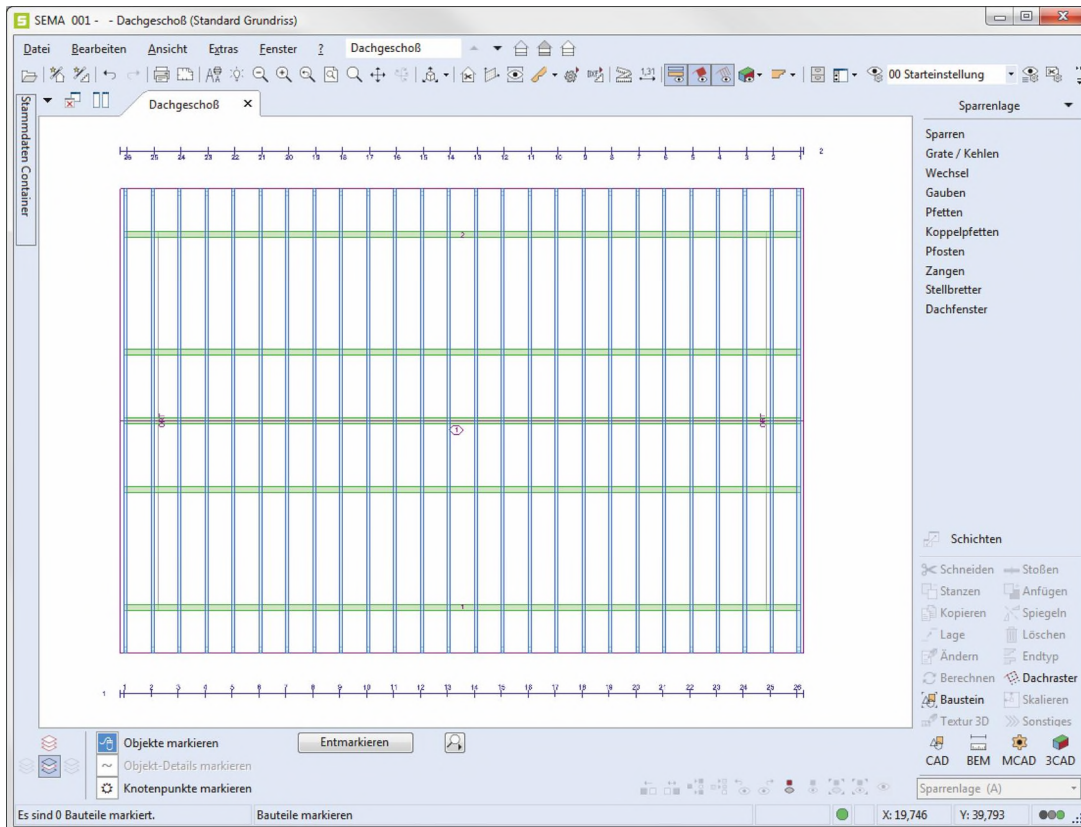 SEMA 001 - - Dachgeschoß (Standard Grundriss)
Datei Bearbeiten Ansicht Extras Fenster ? Dachgeschoß
1,31 00 Starteinstellung
Dachgeschoß
Stammdaten Container
Sparrenlage
Sparren
Grate / Kehlen
Wechsel
Gauben
Pfetten
Koppelpfetten
Pfosten
Zangen
Stellbretter
Dachfenster
26 25 24 23 22 21 20 19 18 17 16 15 14 13 12 11 10 9 8 7 6 5 4 3 2 1 2
2
ORT ORT
1
1
1 1 2 3 4 5 6 7 8 9 10 11 12 13 14 15 16 17 18 19 20 21 22 23 24 25 26
Schichten
Schneiden Stoßen
Stanzen Anfügen
Kopieren Spiegeln
Lage Löschen
Ändern Endtyp
Berechnen Dachraster
Baustein Skalieren
Textur 3D Sonstiges
CAD BEM MCAD 3CAD
Objekte markieren Entmarkieren
Objekt-Details markieren
Knotenpunkte markieren
Sparrenlage (A)
Es sind 0 Bauteile markiert. Bauteile markieren X: 19,746 Y: 39,793